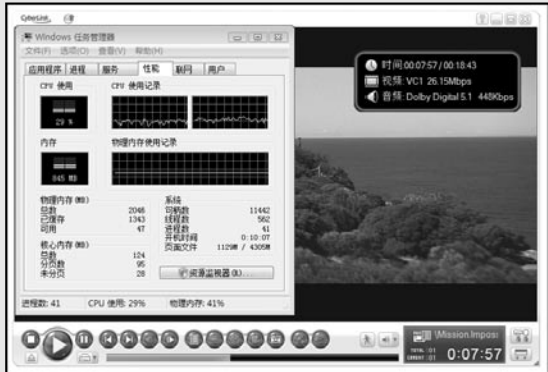 CyberLink.
Windows 任务管理器
文件(F) 选项(O) 查看(V) 帮助(H)
应用程序 进程 服务 性能 联网 用户
CPU 使用 CPU 使用记录
29 %
内存 物理内存使用记录
845 MB
物理内存(MB)
总数 2046
已缓存 1343
可用 47
核心内存(MB)
总数 124
分页数 95
未分页 28
系统
句柄数 11442
线程数 562
进程数 41
开机时间 0:10:07
页面文件 1129M / 4305M
资源监视器(R)...
进程数: 41 CPU 使用: 29% 物理内存: 41%
时间 00:07:57/00:18:43
视频: VC1 26.15Mbps
音频: Dolby Digital 5.1 448Kbps
\Mission.Imposs
0:07:57